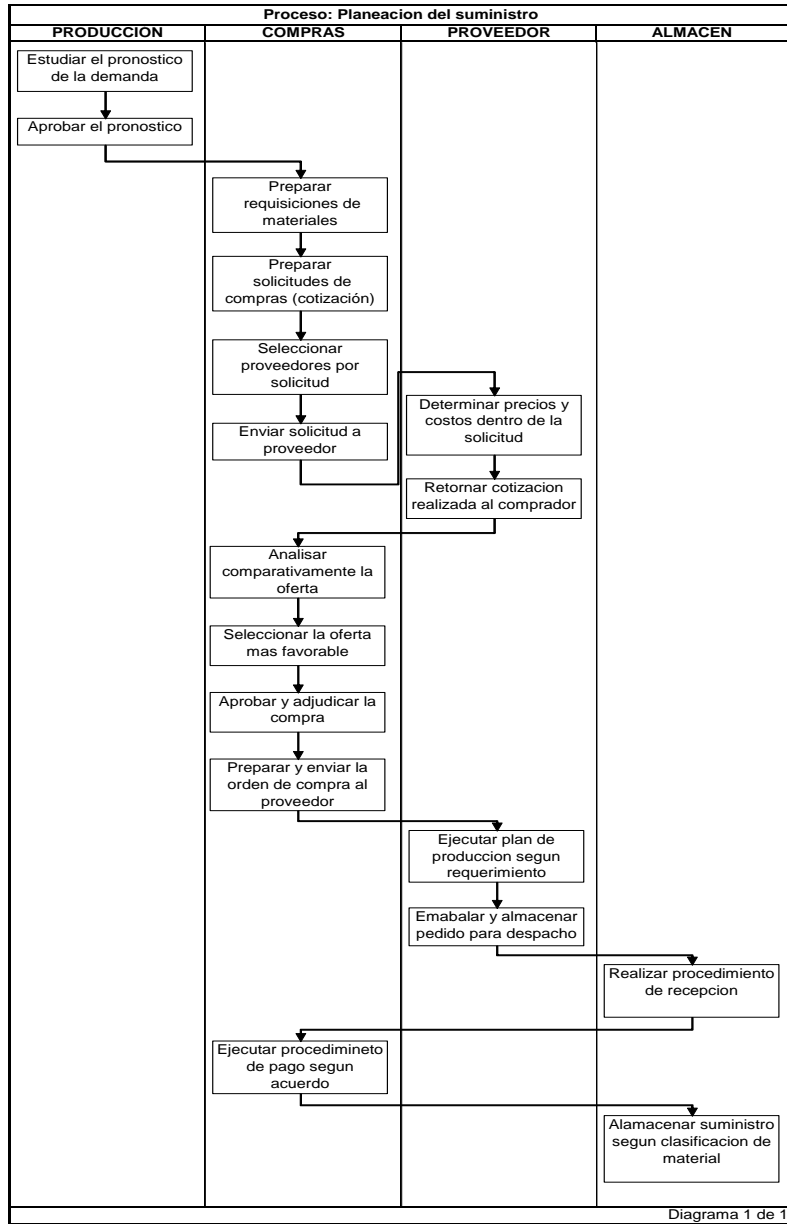 Proceso: Planeacion del suministro
PRODUCCION
COMPRAS
PROVEEDOR
ALMACEN
Estudiar el pronostico
de la demanda
Aprobar el pronostico
Preparar
requisiciones de
materiales
Preparar
solicitudes de
compras (cotización)
Seleccionar
proveedores por
solicitud
Enviar solicitud a
proveedor
Determinar precios y
costos dentro de la
solicitud
Retornar cotizacion
realizada al comprador
Analisar
comparativamente la
oferta
Seleccionar la oferta
mas favorable
Aprobar y adjudicar la
compra
Preparar y enviar la
orden de compra al
proveedor
Ejecutar plan de
produccion segun
requerimiento
Emabalar y almacenar
pedido para despacho
Realizar procedimiento
de recepcion
Ejecutar procedimineto
de pago segun
acuerdo
Alamacenar suministro
segun clasificacion de
material
Diagrama 1 de 1